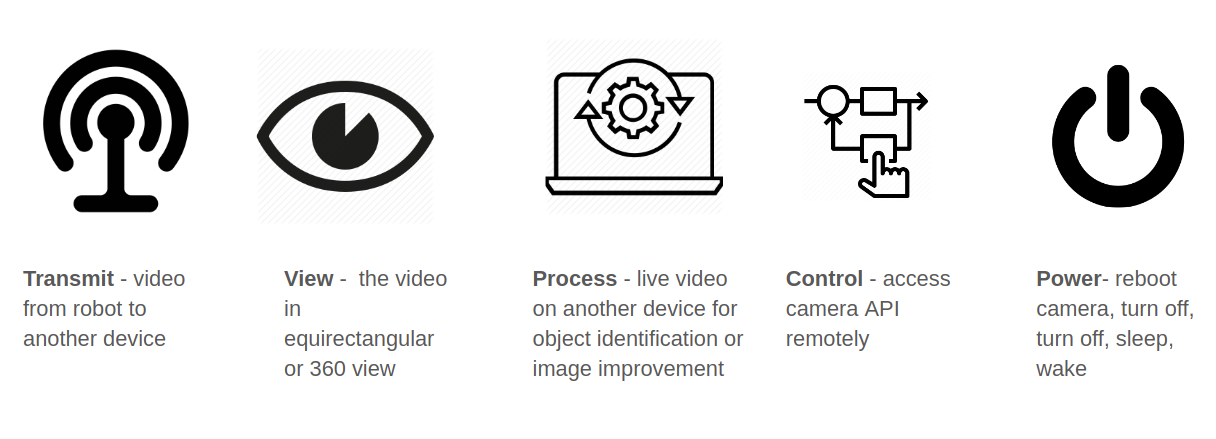 Transmit - video
from robot to
another device
View -  the video
in
equirectangular
or 360 view
Process - live video
on another device for
object identification or
image improvement
Control - access
camera API
remotely
Power- reboot
camera, turn off,
turn off, sleep,
wake